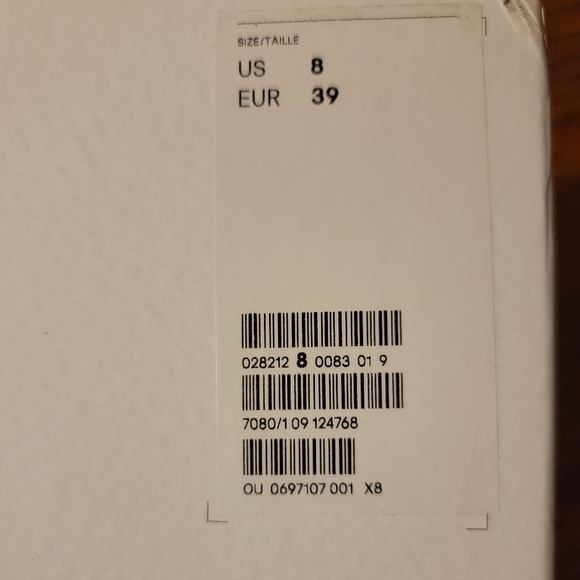 SIZE/TAILLE
US 8
EUR 39
028212 8 0083 01 9
7080/1 09 124768
OU 0697107 001 X8